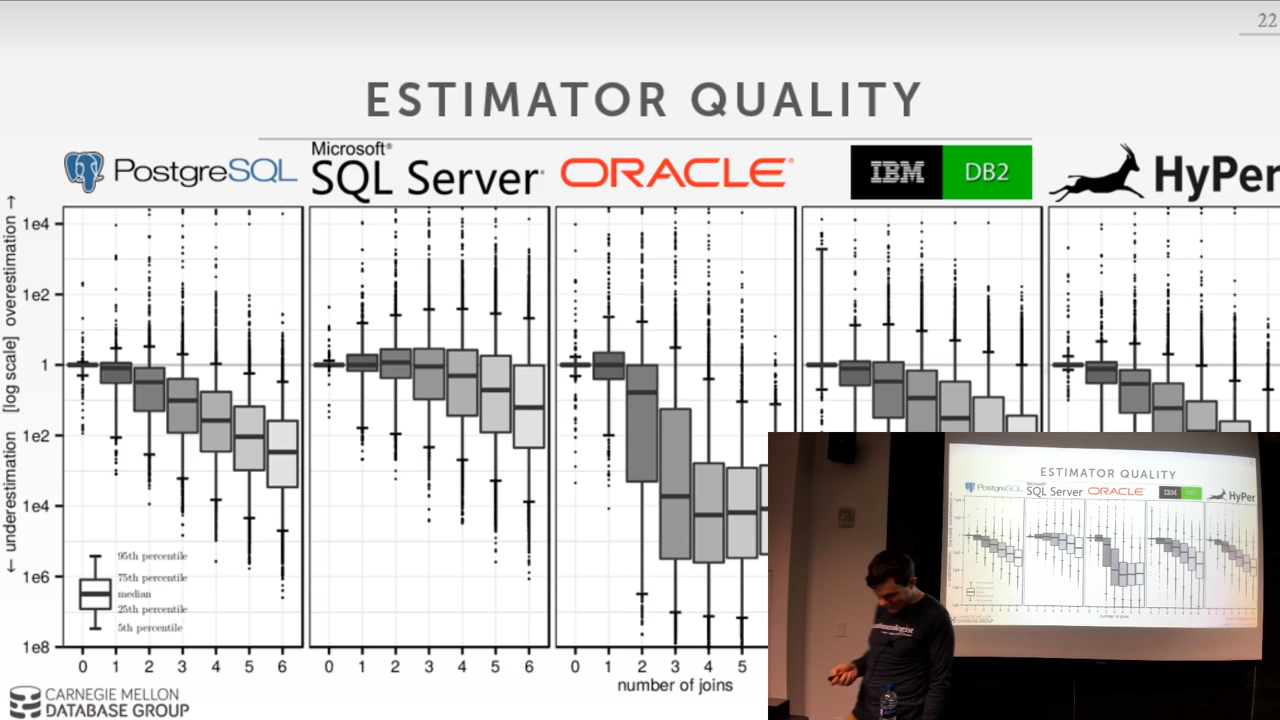 22
ESTIMATOR QUALITY
PostgreSQL
Microsoft®
SQL Server
ORACLE®
IBM DB2
HyPer
← underestimation [log scale] overestimation →
1e4
1e2
1
1e2
1e4
1e6
1e8
95th percentile
75th percentile
median
25th percentile
5th percentile
0 1 2 3 4 5 6
0 1 2 3 4 5 6
0 1 2 3 4 5
number of joins
CARNEGIE MELLON
DATABASE GROUP
ESTIMATOR QUALITY
PostgreSQL
Microsoft
SQL Server
ORACLE
IBM
HyPer
number of joins
CARNEGIE MELLON
DATABASE GROUP